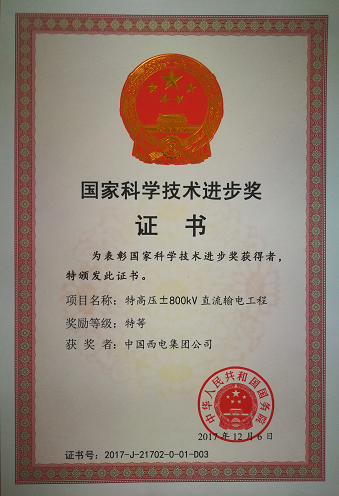 国家科学技术进步奖
证 书
为表彰国家科学技术进步奖获得者，
特颁发此证书。
项目名称：特高压±800kV直流输电工程
奖励等级：特等
获 奖 者：中国西电集团公司
中华人民共和国国务院
2017年12月6日
证书号：2017-J-21702-0-01-D03